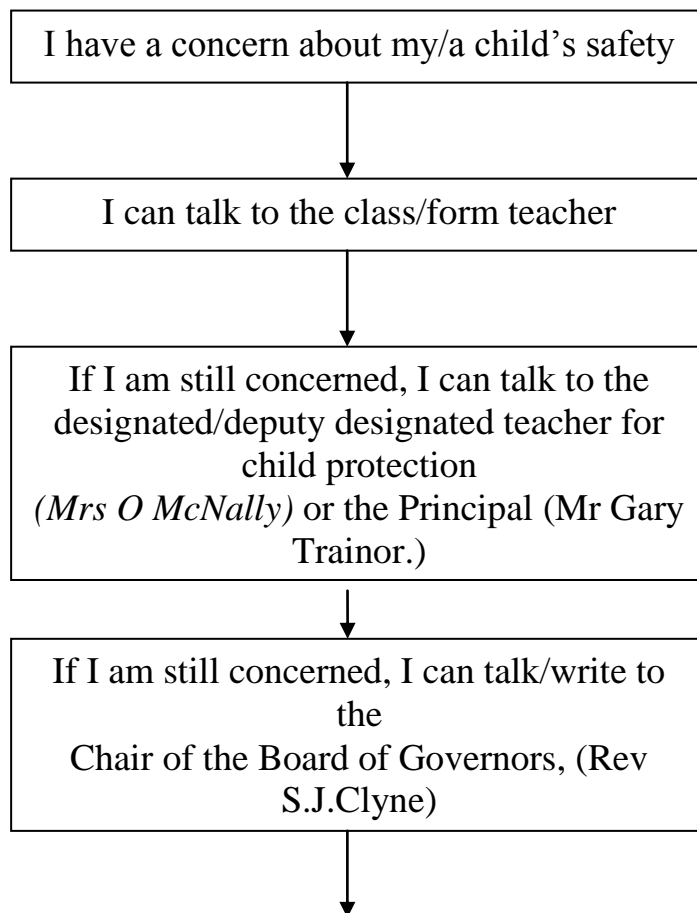 I have a concern about my/a child’s safety
I can talk to the class/form teacher
If I am still concerned, I can talk to the
designated/deputy designated teacher for
child protection
(Mrs O McNally) or the Principal (Mr Gary
Trainor.)
If I am still concerned, I can talk/write to
the
Chair of the Board of Governors, (Rev
S.J.Clyne)